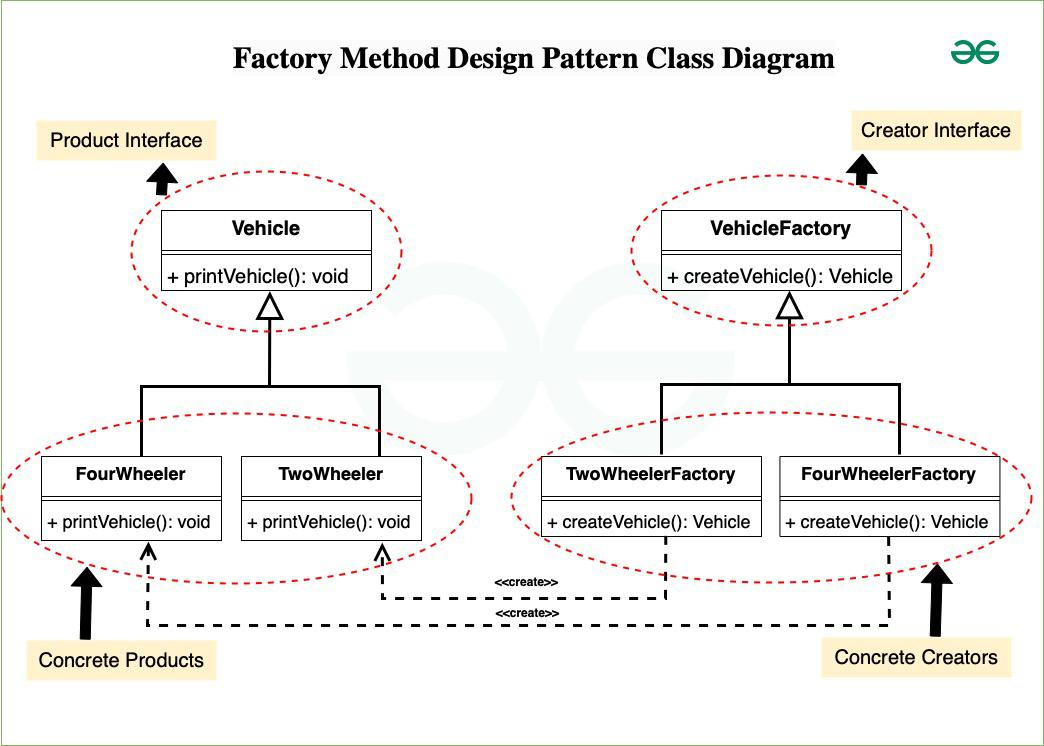 Factory Method Design Pattern Class Diagram
Product Interface
Creator Interface
Vehicle
+ printVehicle(): void
VehicleFactory
+ createVehicle(): Vehicle
FourWheeler
+ printVehicle(): void
TwoWheeler
+ printVehicle(): void
TwoWheelerFactory
+ createVehicle(): Vehicle
FourWheelerFactory
+ createVehicle(): Vehicle
<<create>>
<<create>>
Concrete Products
Concrete Creators